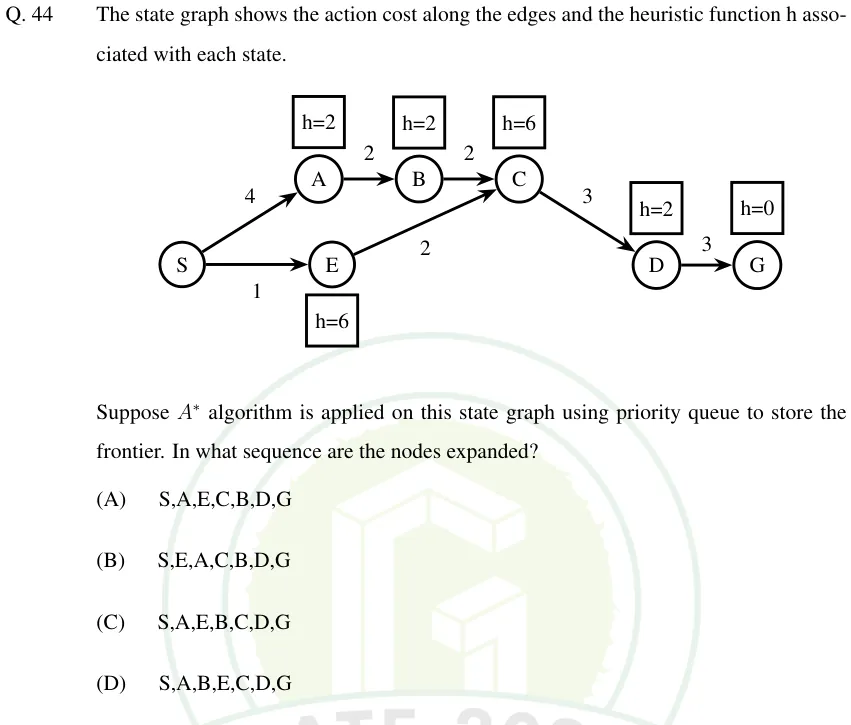 Q. 44 The state graph shows the action cost along the edges and the heuristic function h asso-
ciated with each state.
h=2 h=2 h=6
2 2
A B C
4 3
h=2 h=0
2 3
S E D G
1
h=6
Suppose A* algorithm is applied on this state graph using priority queue to store the
frontier. In what sequence are the nodes expanded?
(A) S,A,E,C,B,D,G
(B) S,E,A,C,B,D,G
(C) S,A,E,B,C,D,G
(D) S,A,B,E,C,D,G